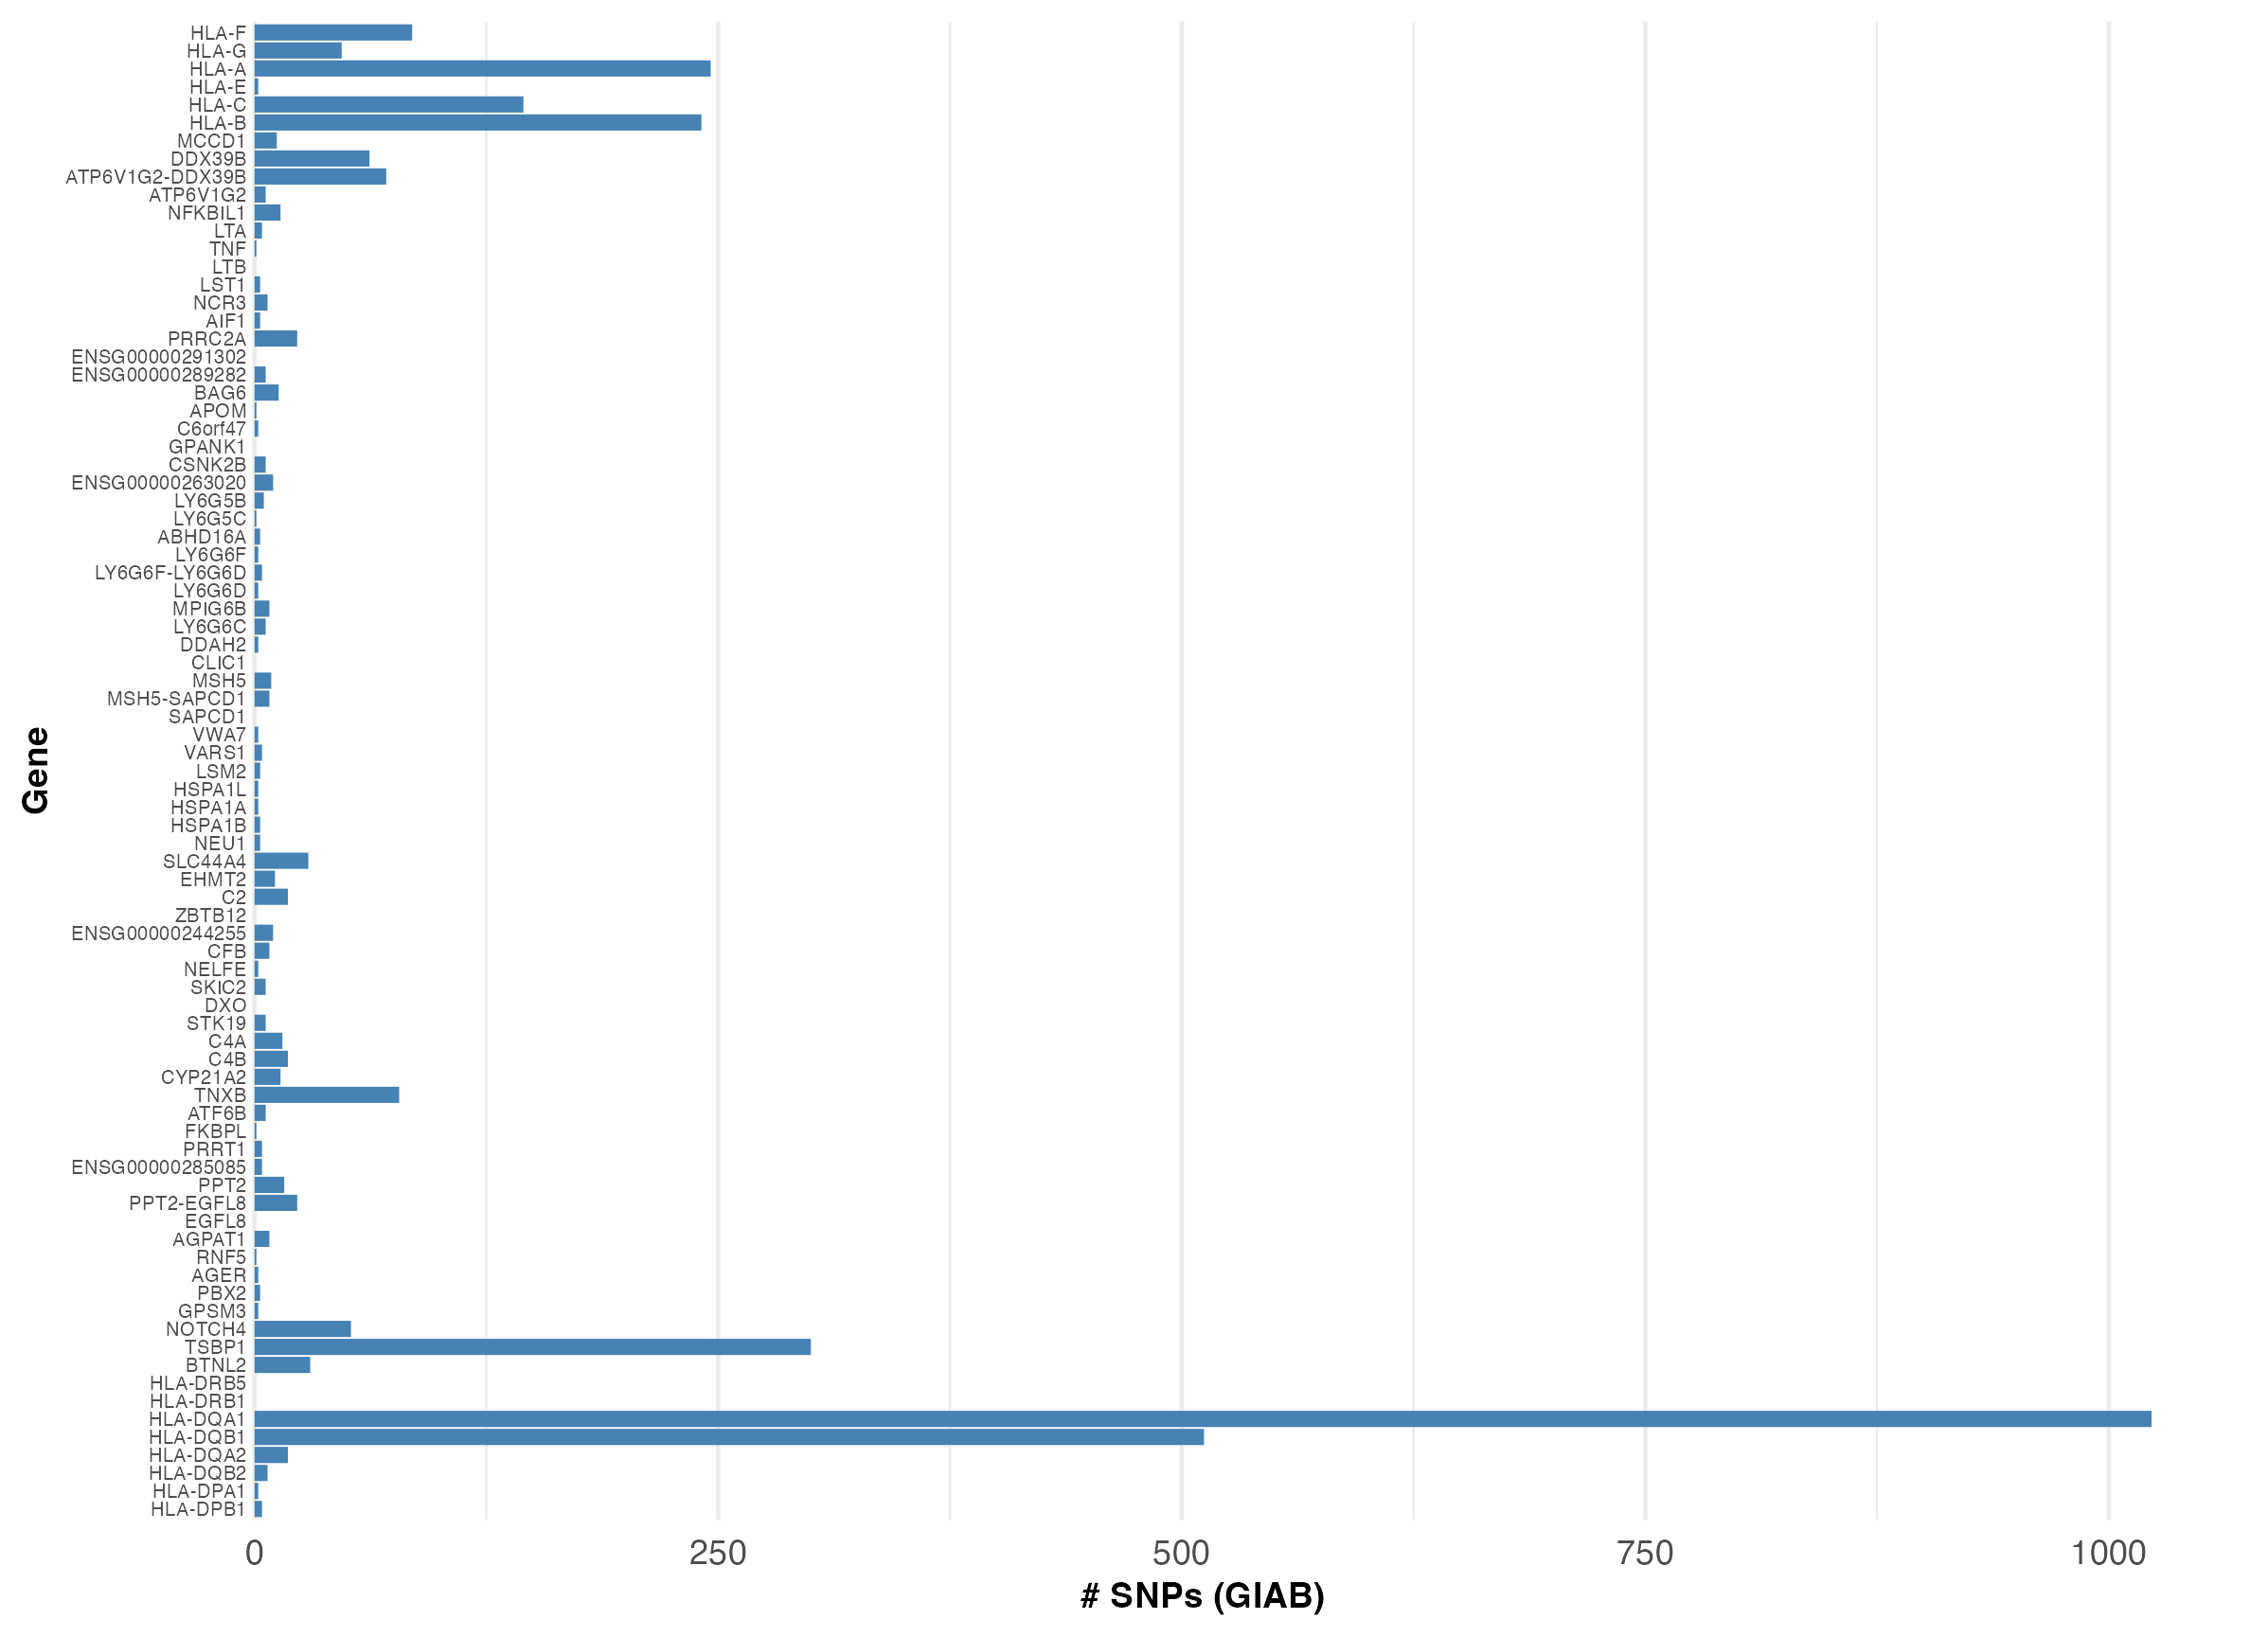 HLA-F
HLA-G
HLA-A
HLA-E
HLA-C
HLA-B
MCCD1
DDX39B
ATP6V1G2-DDX39B
ATP6V1G2
NFKBIL1
LTA
TNF
LTB
LST1
NCR3
AIF1
PRRC2A
ENSG00000291302
ENSG00000289282
BAG6
APOM
C6orf47
GPANK1
CSNK2B
ENSG00000263020
LY6G5B
LY6G5C
ABHD16A
LY6G6F
LY6G6F-LY6G6D
LY6G6D
MPIG6B
LY6G6C
DDAH2
CLIC1
MSH5
MSH5-SAPCD1
SAPCD1
VWA7
VARS1
LSM2
HSPA1L
HSPA1A
HSPA1B
NEU1
SLC44A4
EHMT2
C2
ZBTB12
ENSG00000244255
CFB
NELFE
SKIC2
DXO
STK19
C4A
C4B
CYP21A2
TNXB
ATF6B
FKBPL
PRRT1
ENSG00000285085
PPT2
PPT2-EGFL8
EGFL8
AGPAT1
RNF5
AGER
PBX2
GPSM3
NOTCH4
TSBP1
BTNL2
HLA-DRB5
HLA-DRB1
HLA-DQA1
HLA-DQB1
HLA-DQA2
HLA-DQB2
HLA-DPA1
HLA-DPB1
Gene
0 250 500 750 1000
# SNPs (GIAB)